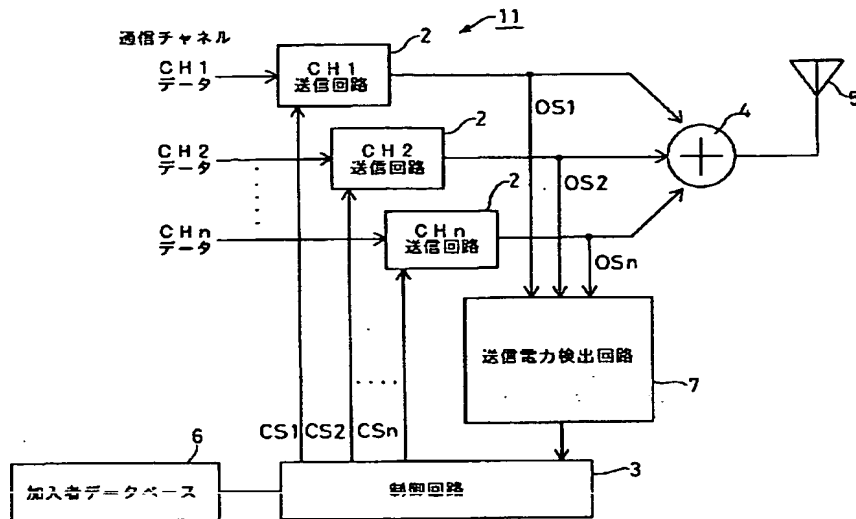 11
通信チャネル
2
CH1
データ
CH1
送信回路
OS1
4
5
2
CH2
データ
CH2
送信回路
OS2
2
CHn
データ
CHn
送信回路
OSn
送信電力検出回路
7
CS1 CS2 CSn
6
加入者データベース
制御回路
3